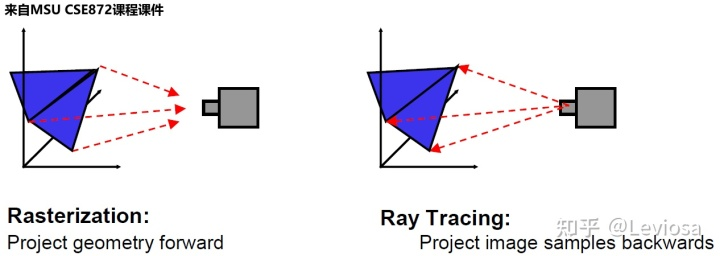 来自MSU CSE872课程课件
Rasterization:
Project geometry forward
Ray Tracing:
Project image samples backwards
知乎 @Leviosa